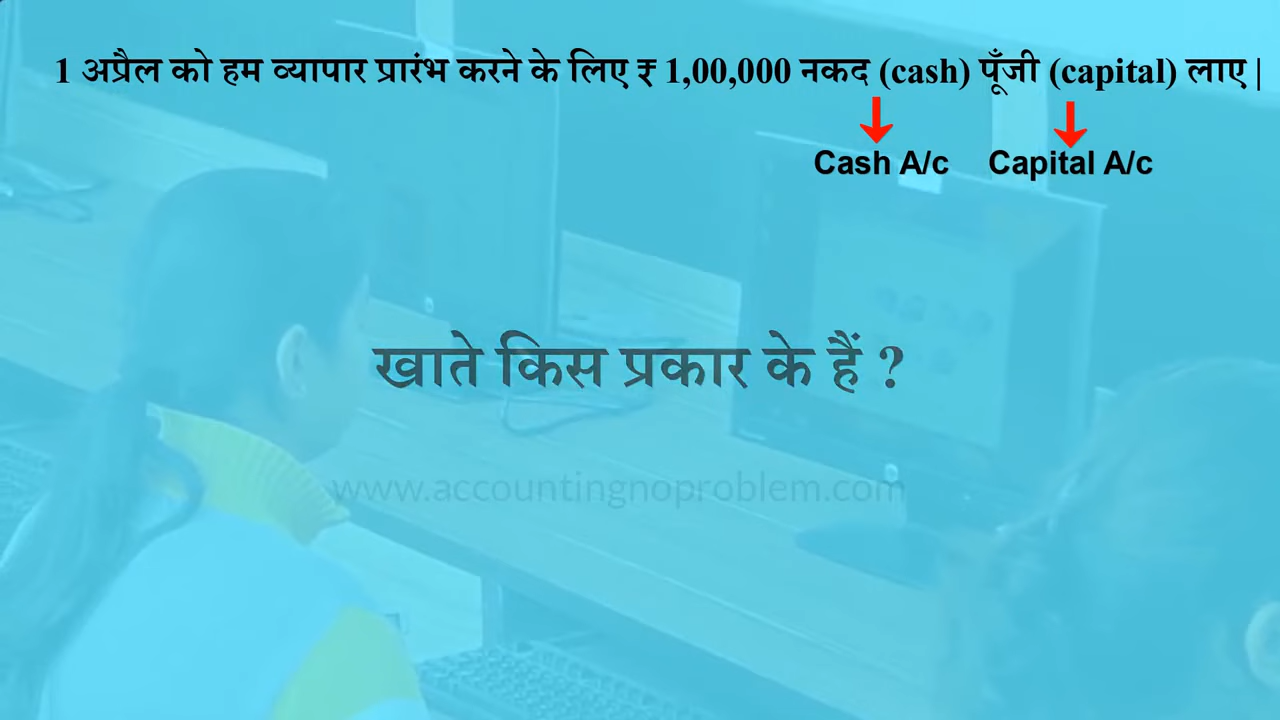 1 अप्रैल को हम व्यापार प्रारंभ करने के लिए ₹ 1,00,000 नकद (cash) पूँजी (capital) लाए |
Cash A/c Capital A/c
खाते किस प्रकार के हैं ?
www.accountingnoproblem.com